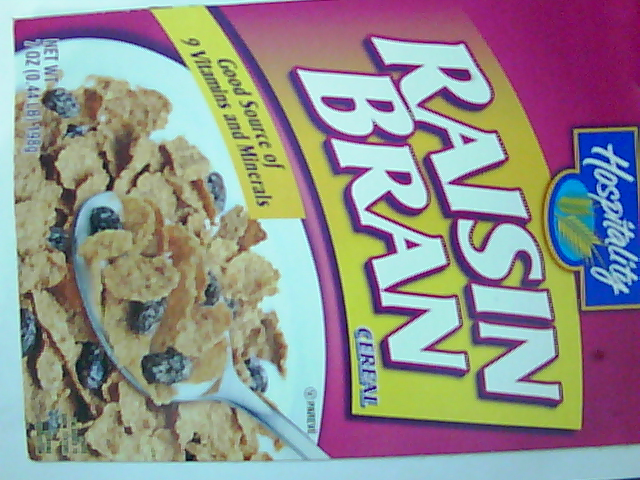 Hospitality
RAISIN
BRAN
CEREAL
Good Source of
9 Vitamins and Minerals
NET WT